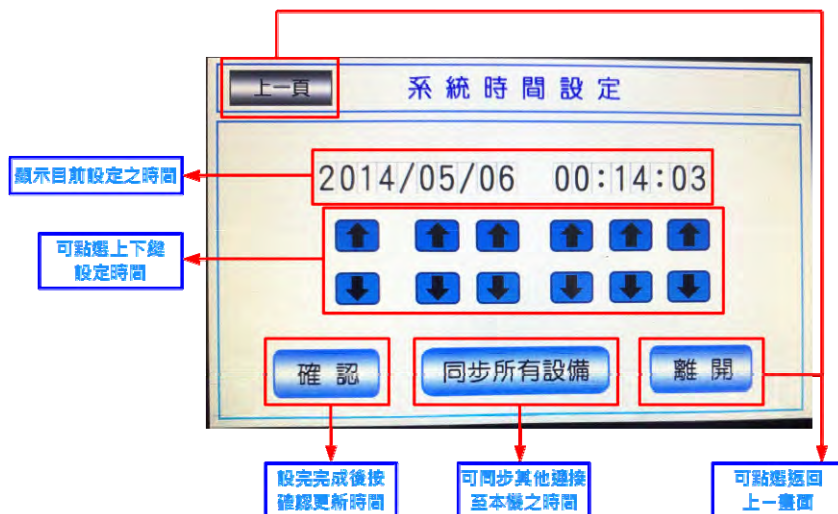 上一頁
系統時間設定
顯示目前設定之時間
2014/05/06 00:14:03
可點選上下鍵
設定時間
確認
同步所有設備
離開
設完完成後按
確認更新時間
可同步其他連接
至本機之時間
可點選返回
上一畫面